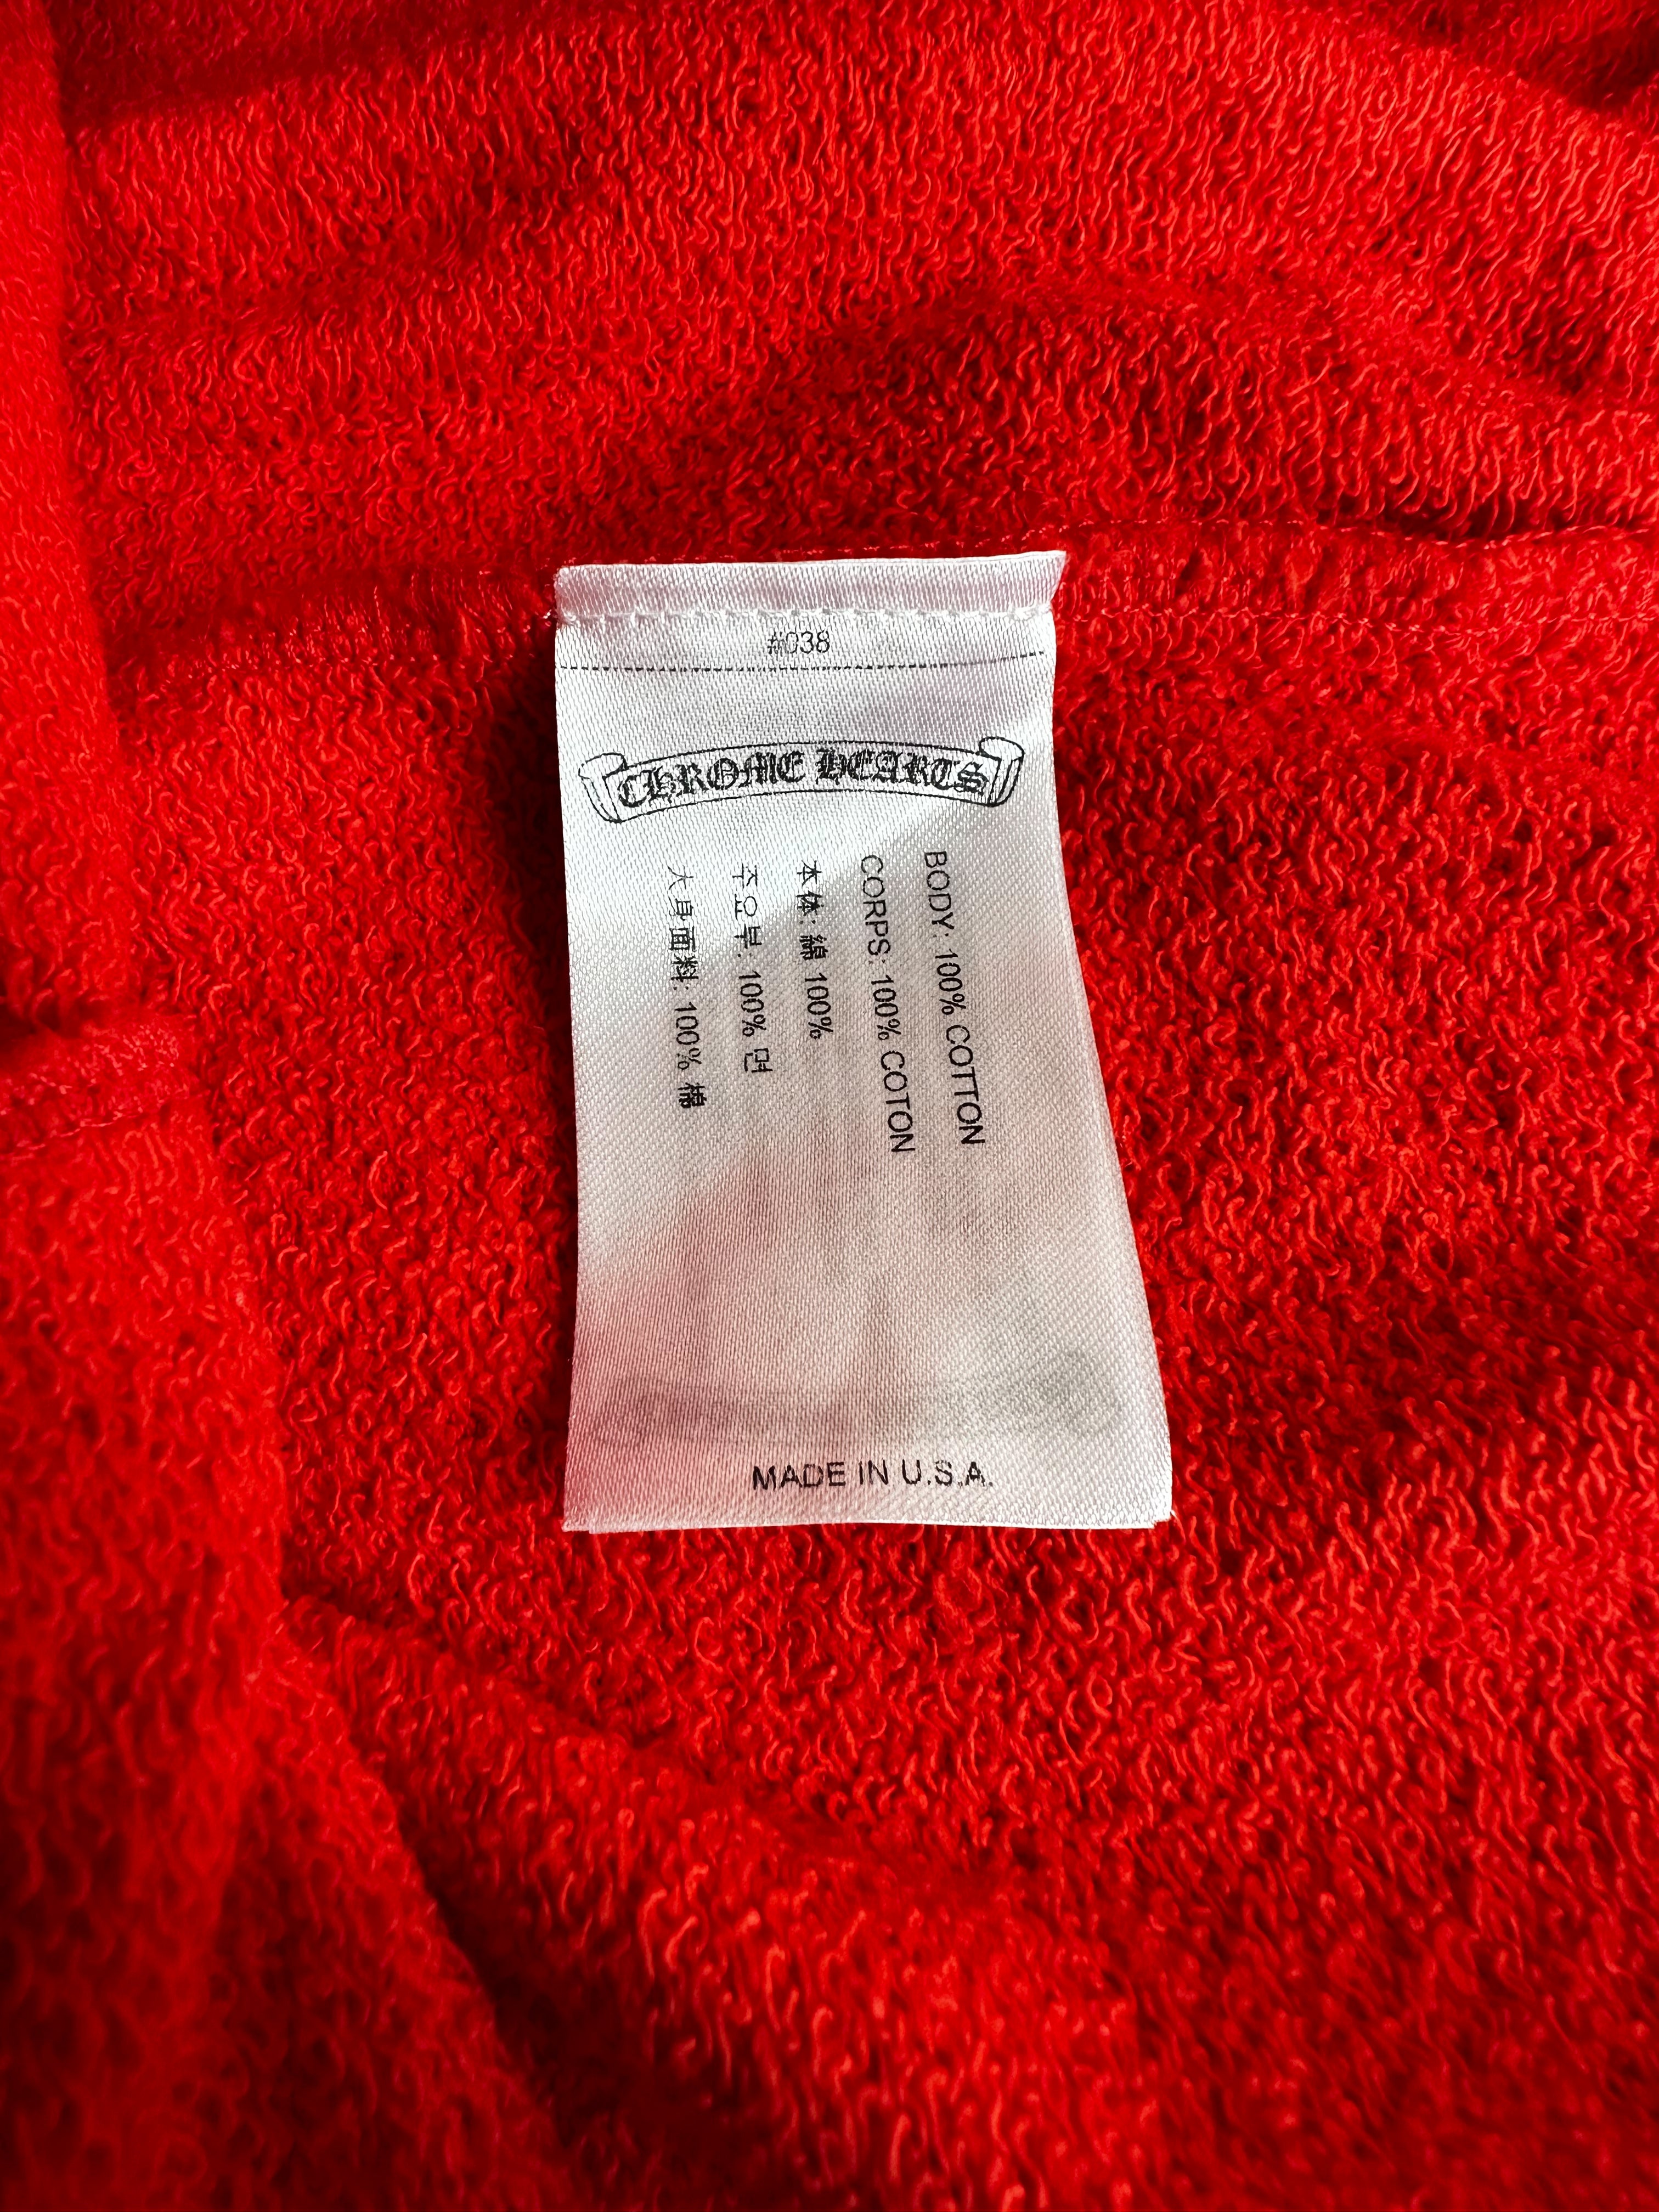 #038
CHROME HEARTS
BODY: 100% COTTON
CORPS: 100% COTON
本体: 綿 100%
주요부: 100% 면
大身面料: 100% 棉
MADE IN U.S.A.